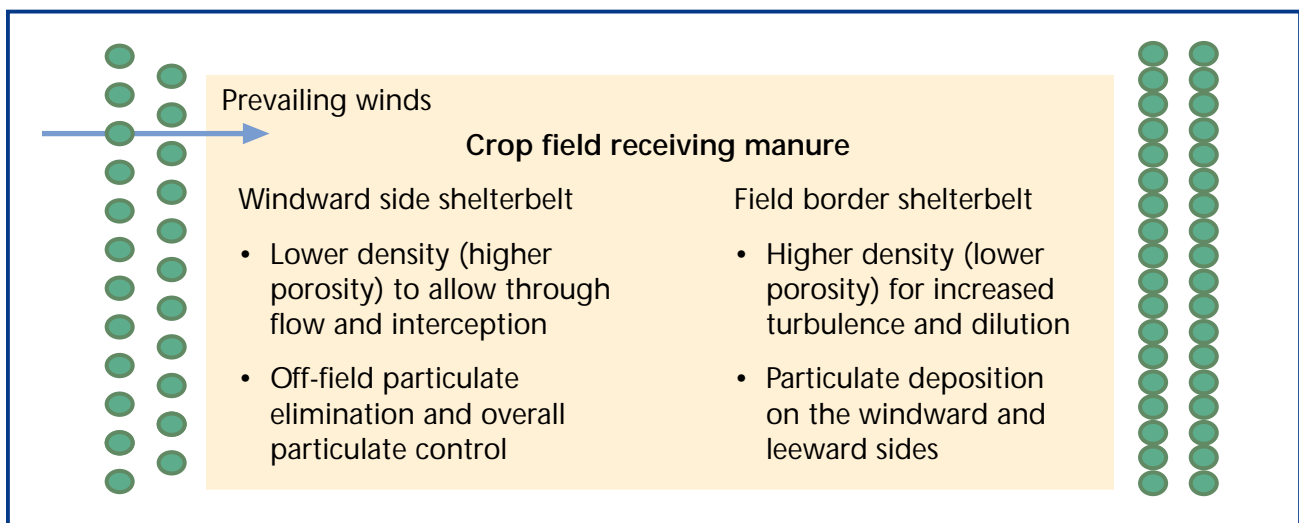 Prevailing winds
Crop field receiving manure
Windward side shelterbelt
• Lower density (higher
porosity) to allow through
flow and interception
• Off-field particulate
elimination and overall
particulate control
Field border shelterbelt
• Higher density (lower
porosity) for increased
turbulence and dilution
• Particulate deposition
on the windward and
leeward sides